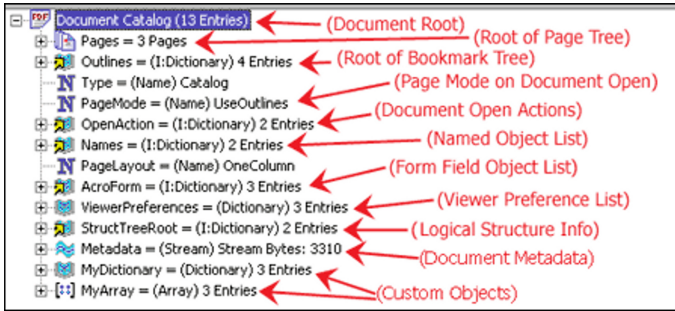 PDF Document Catalog (13 Entries) (Document Root)
Pages = 3 Pages (Root of Page Tree)
Outlines = (I:Dictionary) 4 Entries (Root of Bookmark Tree)
N Type = (Name) Catalog
N PageMode = (Name) UseOutlines (Page Mode on Document Open)
OpenAction = (I:Dictionary) 2 Entries (Document Open Actions)
Names = (I:Dictionary) 2 Entries (Named Object List)
N PageLayout = (Name) OneColumn
AcroForm = (I:Dictionary) 3 Entries (Form Field Object List)
ViewerPreferences = (Dictionary) 3 Entries (Viewer Preference List)
StructTreeRoot = (I:Dictionary) 2 Entries (Logical Structure Info)
Metadata = (Stream) Stream Bytes: 3310 (Document Metadata)
MyDictionary = (Dictionary) 3 Entries
MyArray = (Array) 3 Entries (Custom Objects)